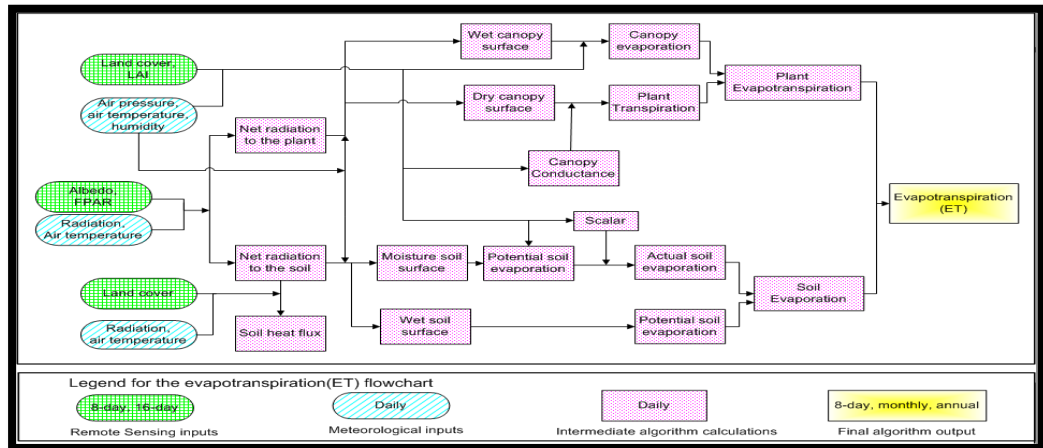 Wet canopy
surface
Canopy
evaporation
Land cover,
LAI
Plant
Evapotranspiration
Air pressure,
air temperature,
humidity
Dry canopy
surface
Plant
Transpiration
Net radiation
to the plant
Canopy
Conductance
Albedo,
FPAR
Evapotranspiration
(ET)
Radiation,
Air temperature
Scalar
Net radiation
to the soil
Moisture soil
surface
Potential soil
evaporation
Actual soil
evaporation
Land cover
Soil
Evaporation
Radiation,
air temperature
Soil heat flux
Wet soil
surface
Potential soil
evaporation
Legend for the evapotranspiration(ET) flowchart
8-day, 16-day
Daily
Daily
8-day, monthly, annual
Remote Sensing inputs
Meteorological inputs
Intermediate algorithm calculations
Final algorithm output